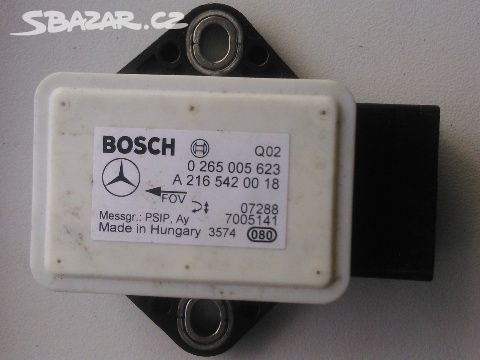 SBAZAR.CZ
BOSCH Q02
0 265 005 623
A 216 542 00 18
FOV 07288
Messgr.: PSIP, Ay 7005141
Made in Hungary 3574 080